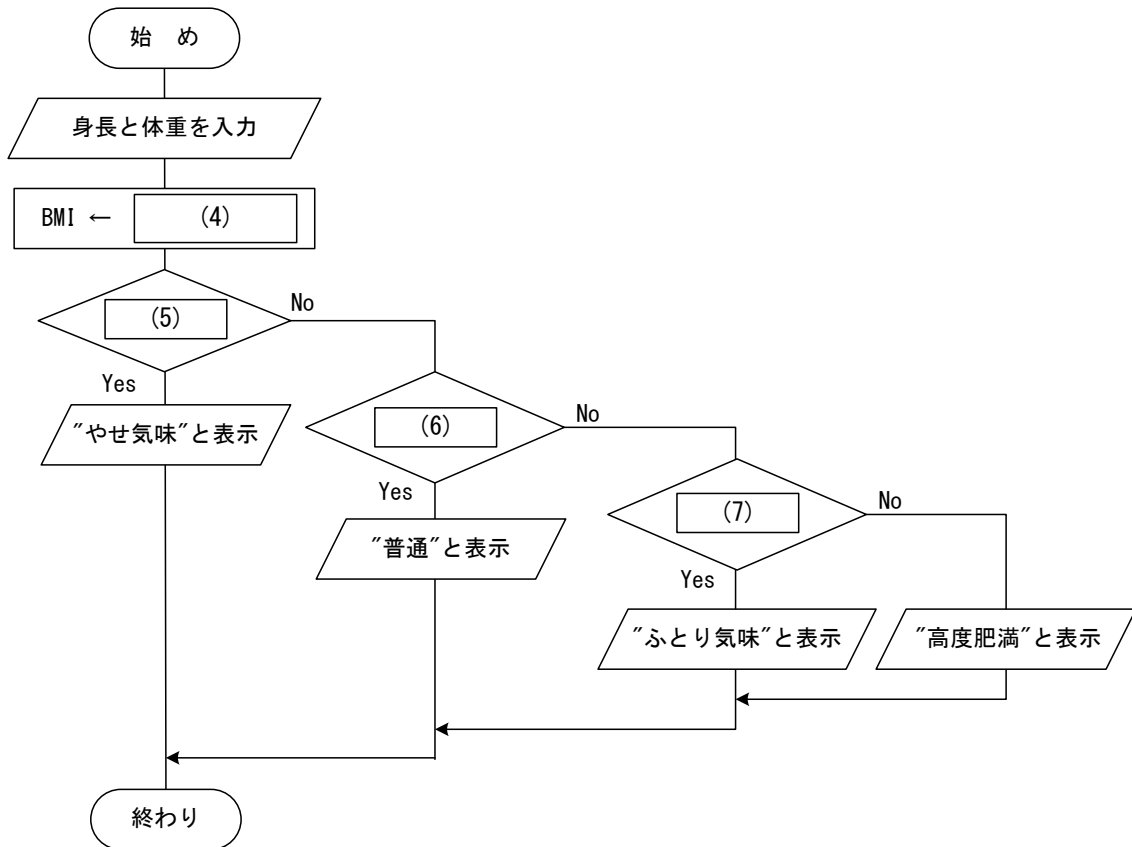 始　め
身長と体重を入力
BMI ← (4)
(5)
No
Yes
"やせ気味"と表示
(6)
No
Yes
"普通"と表示
(7)
No
Yes
"ふとり気味"と表示
"高度肥満"と表示
終わり